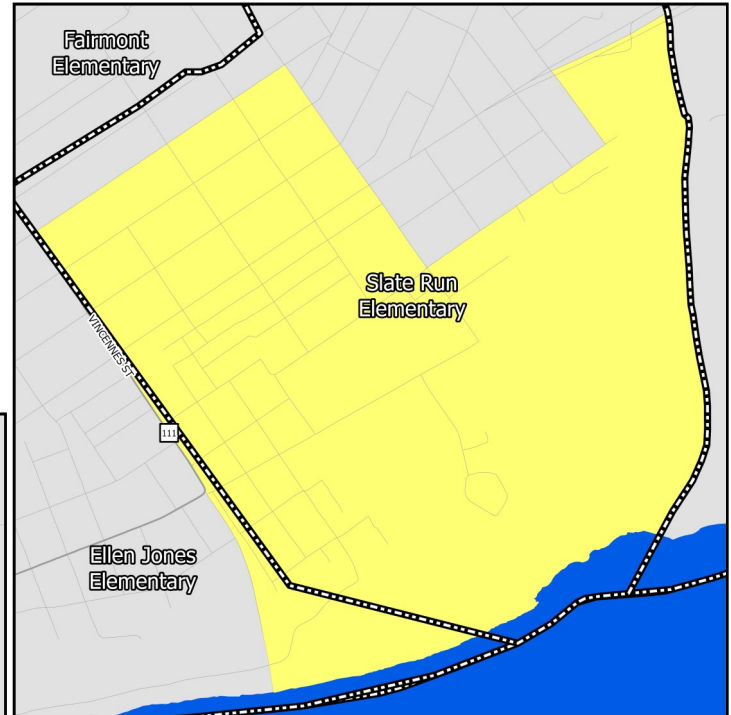 Fairmont
Elementary
Slate Run
Elementary
VINCENNES ST
111
Ellen Jones
Elementary